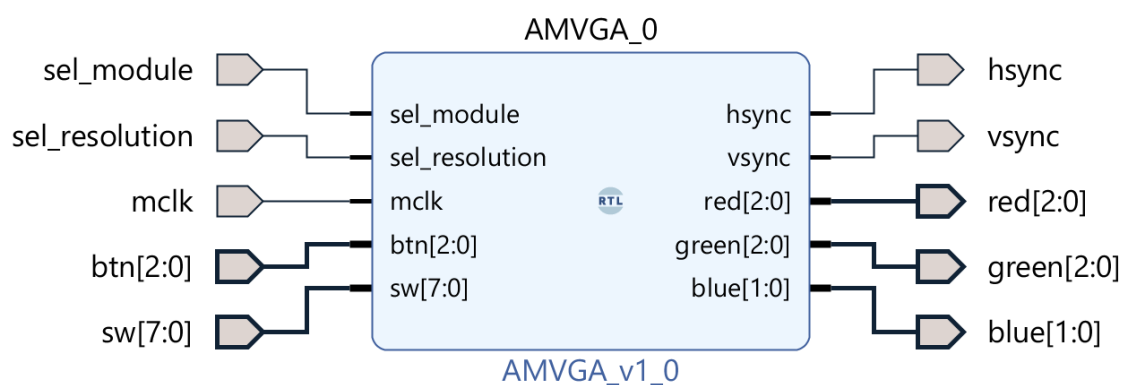 AMVGA_0
sel_module
sel_resolution
mclk
btn[2:0]
sw[7:0]
sel_module
sel_resolution
mclk
btn[2:0]
sw[7:0]
RTL
hsync
vsync
red[2:0]
green[2:0]
blue[1:0]
hsync
vsync
red[2:0]
green[2:0]
blue[1:0]
AMVGA_v1_0